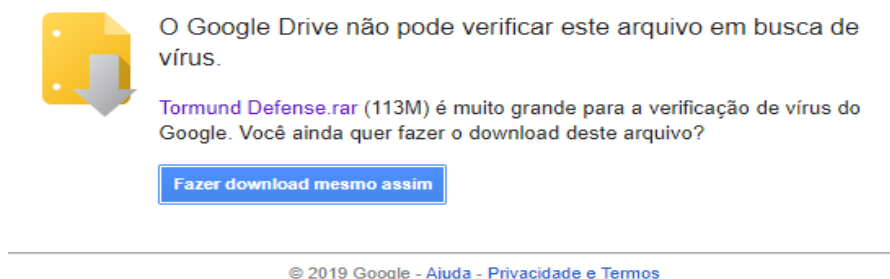 O Google Drive não pode verificar este arquivo em busca de
vírus.
Tormund Defense.rar (113M) é muito grande para a verificação de vírus do
Google. Você ainda quer fazer o download deste arquivo?
Fazer download mesmo assim
© 2019 Google - Ajuda - Privacidade e Termos